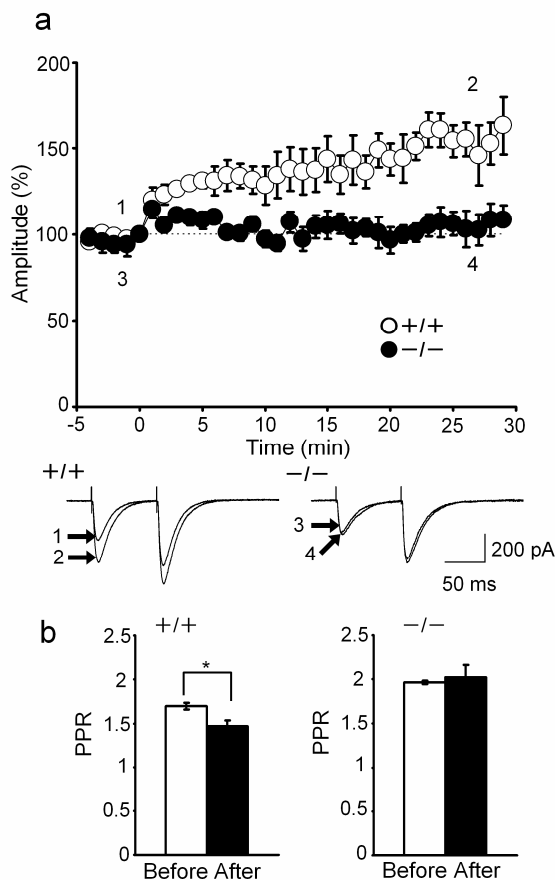 a
200
150
100
50
0
Amplitude (%)
1
2
3
4
+/+
−/−
-5 0 5 10 15 20 25 30
Time (min)
+/+
−/−
1
2
3
4
200 pA
50 ms
b
+/+
2.5
2
1.5
1
0.5
0
PPR
*
Before After
−/−
2.5
2
1.5
1
0.5
0
PPR
Before After